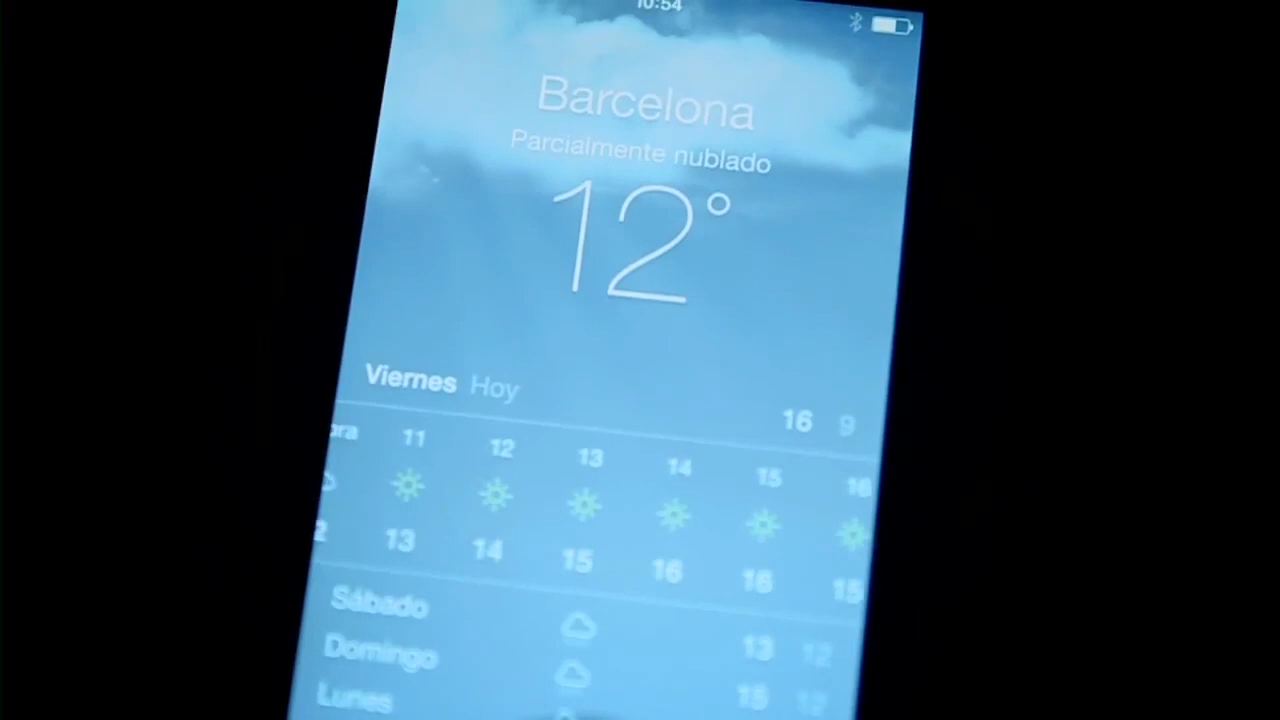 10:54
Barcelona
Parcialmente nublado
12°
Viernes Hoy 16 9
11 12 13 14 15 16
13 14 15 16 16 15
Sábado 13 12
Domingo 15 12
Lunes